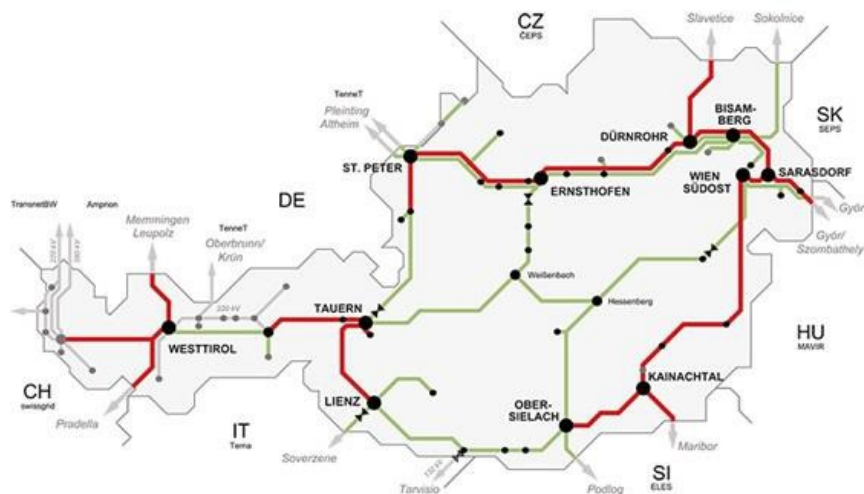 CZ
ČEPS
Slavetice
Sokolnice
TenneT
Pleinting
Altheim
BISAM-
BERG
SK
SEPS
DÜRNROHR
ST. PETER
WIEN
SÜDOST
SARASDORF
ERNSTHOFEN
DE
Györ
TransnetBW
Amprion
Memmingen
Leupolz
TenneT
Oberbrunn/
Krün
Györ/
Szombathely
220 kV
380 kV
Weißenbach
TAUERN
Hessenberg
220 kV
WESTTIROL
HU
MAVIR
KAINACHTAL
CH
swissgrid
LIENZ
OBER-
SIELACH
Pradella
IT
Terna
Maribor
Soverzene
132 kV
Tarvisio
Podlog
SI
ELES